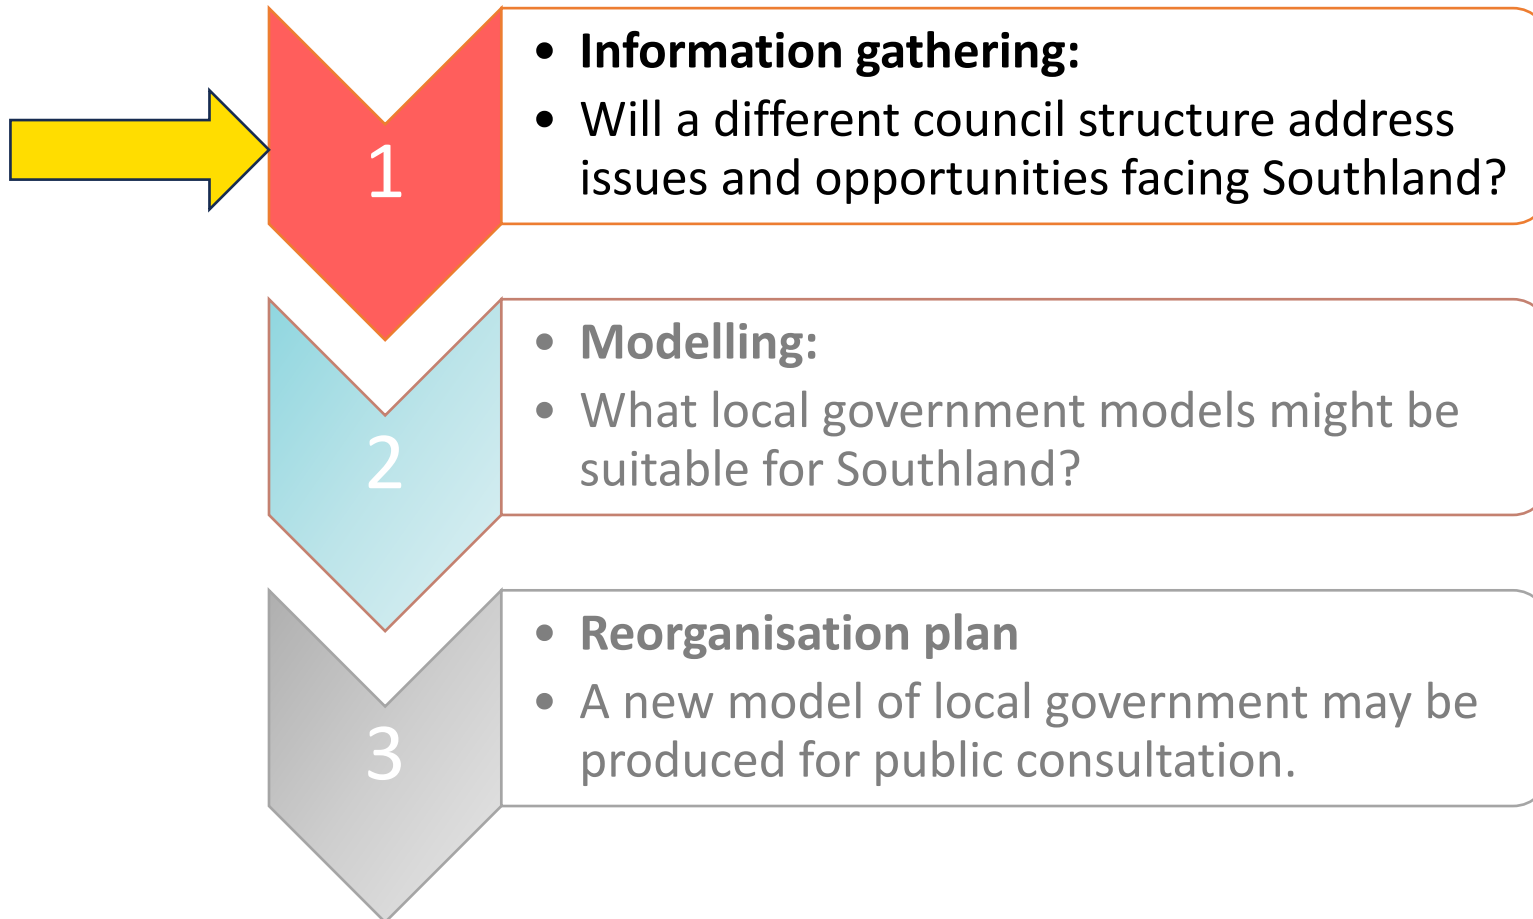 1
• Information gathering:
• Will a different council structure address
issues and opportunities facing Southland?
2
• Modelling:
• What local government models might be
suitable for Southland?
3
• Reorganisation plan
• A new model of local government may be
produced for public consultation.